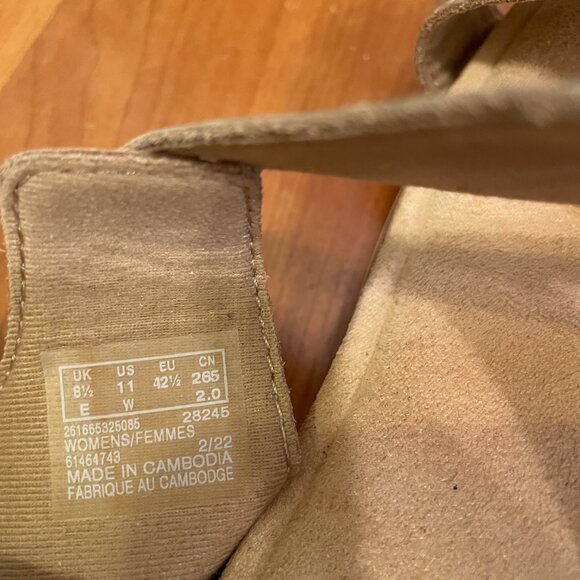 UK US EU CN
8½ 11 42½ 265
E W 2.0
261665325085 28245
WOMENS/FEMMES
61464743 2/22
MADE IN CAMBODIA
FABRIQUE AU CAMBODGE